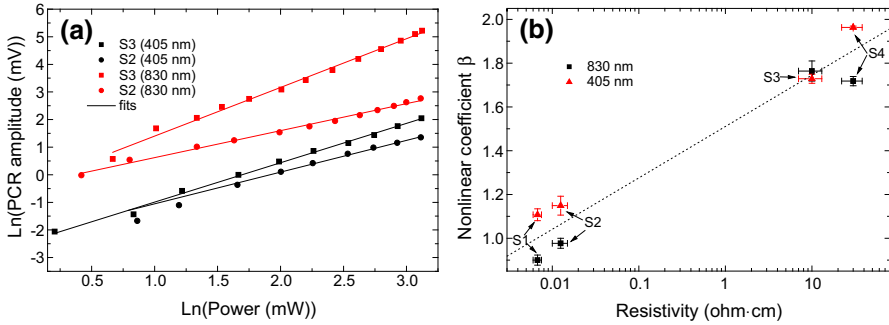 (a)
S3 (405 nm)
S2 (405 nm)
S3 (830 nm)
S2 (830 nm)
fits
Ln(PCR amplitude (mV))
6
5
4
3
2
1
0
-1
-2
-3
0.5 1.0 1.5 2.0 2.5 3.0
Ln(Power (mW))
(b)
830 nm
405 nm
Nonlinear coefficient β
2.0
1.8
1.6
1.4
1.2
1.0
S3
S4
S1
S2
0.01 0.1 1 10
Resistivity (ohm·cm)